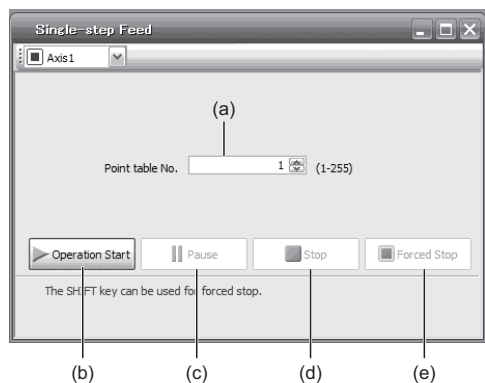 Single-step Feed
Axis1
(a)
Point table No. 1 (1-255)
Operation Start Pause Stop Forced Stop
The SHIFT key can be used for forced stop.
(b) (c) (d) (e)